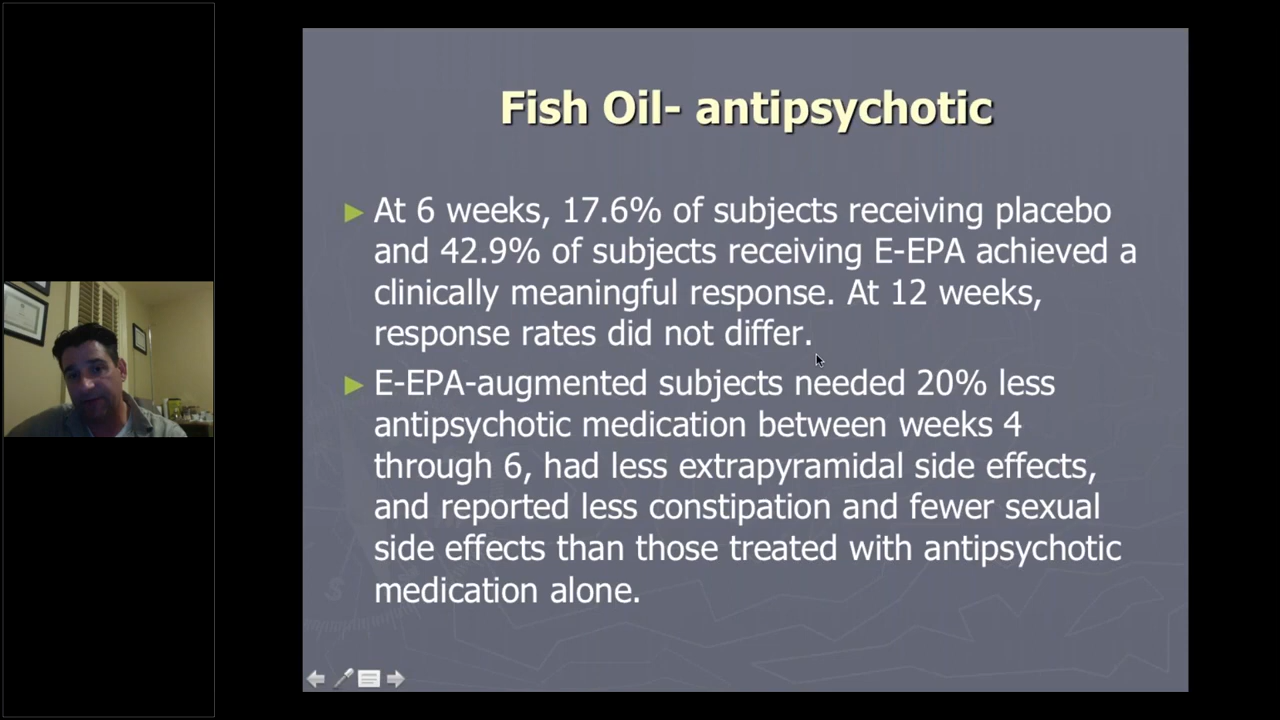 Fish Oil- antipsychotic
At 6 weeks, 17.6% of subjects receiving placebo
and 42.9% of subjects receiving E-EPA achieved a
clinically meaningful response. At 12 weeks,
response rates did not differ.
E-EPA-augmented subjects needed 20% less
antipsychotic medication between weeks 4
through 6, had less extrapyramidal side effects,
and reported less constipation and fewer sexual
side effects than those treated with antipsychotic
medication alone.